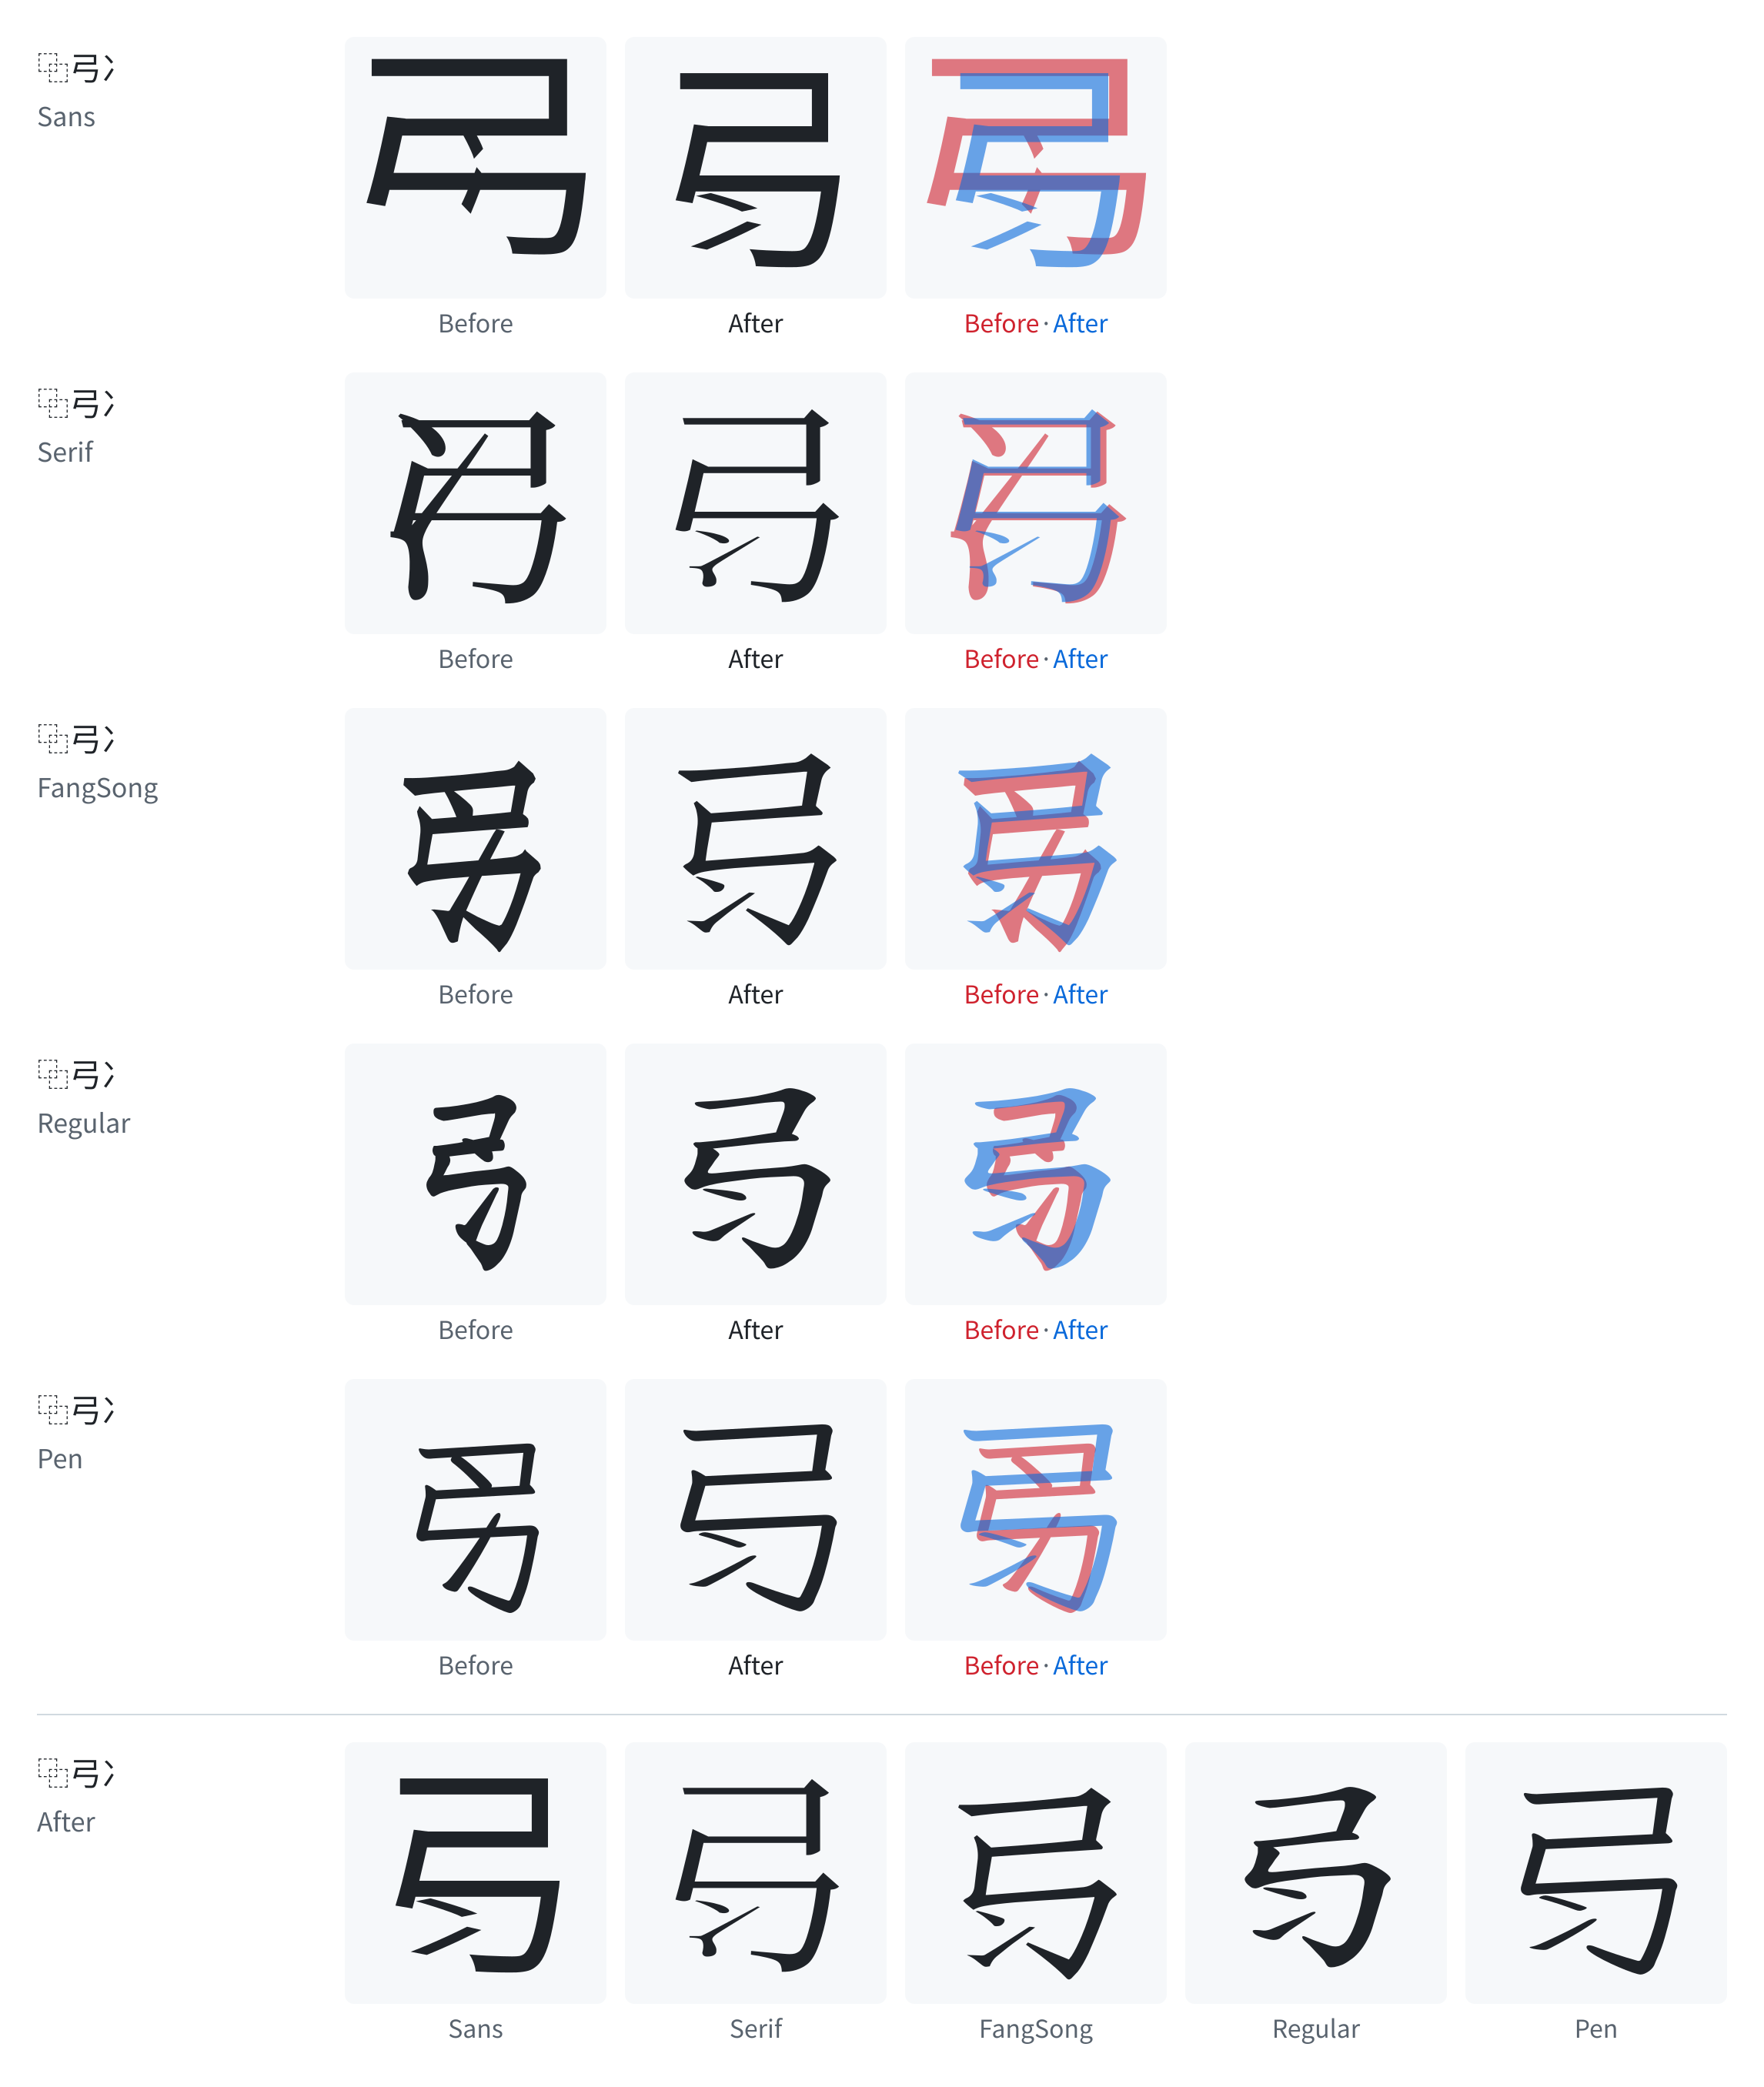 ⿻弓冫
Sans
Before
After
Before · After
⿻弓冫
Serif
Before
After
Before · After
⿻弓冫
FangSong
Before
After
Before · After
⿻弓冫
Regular
Before
After
Before · After
⿻弓冫
Pen
Before
After
Before · After
⿻弓冫
After
Sans
Serif
FangSong
Regular
Pen